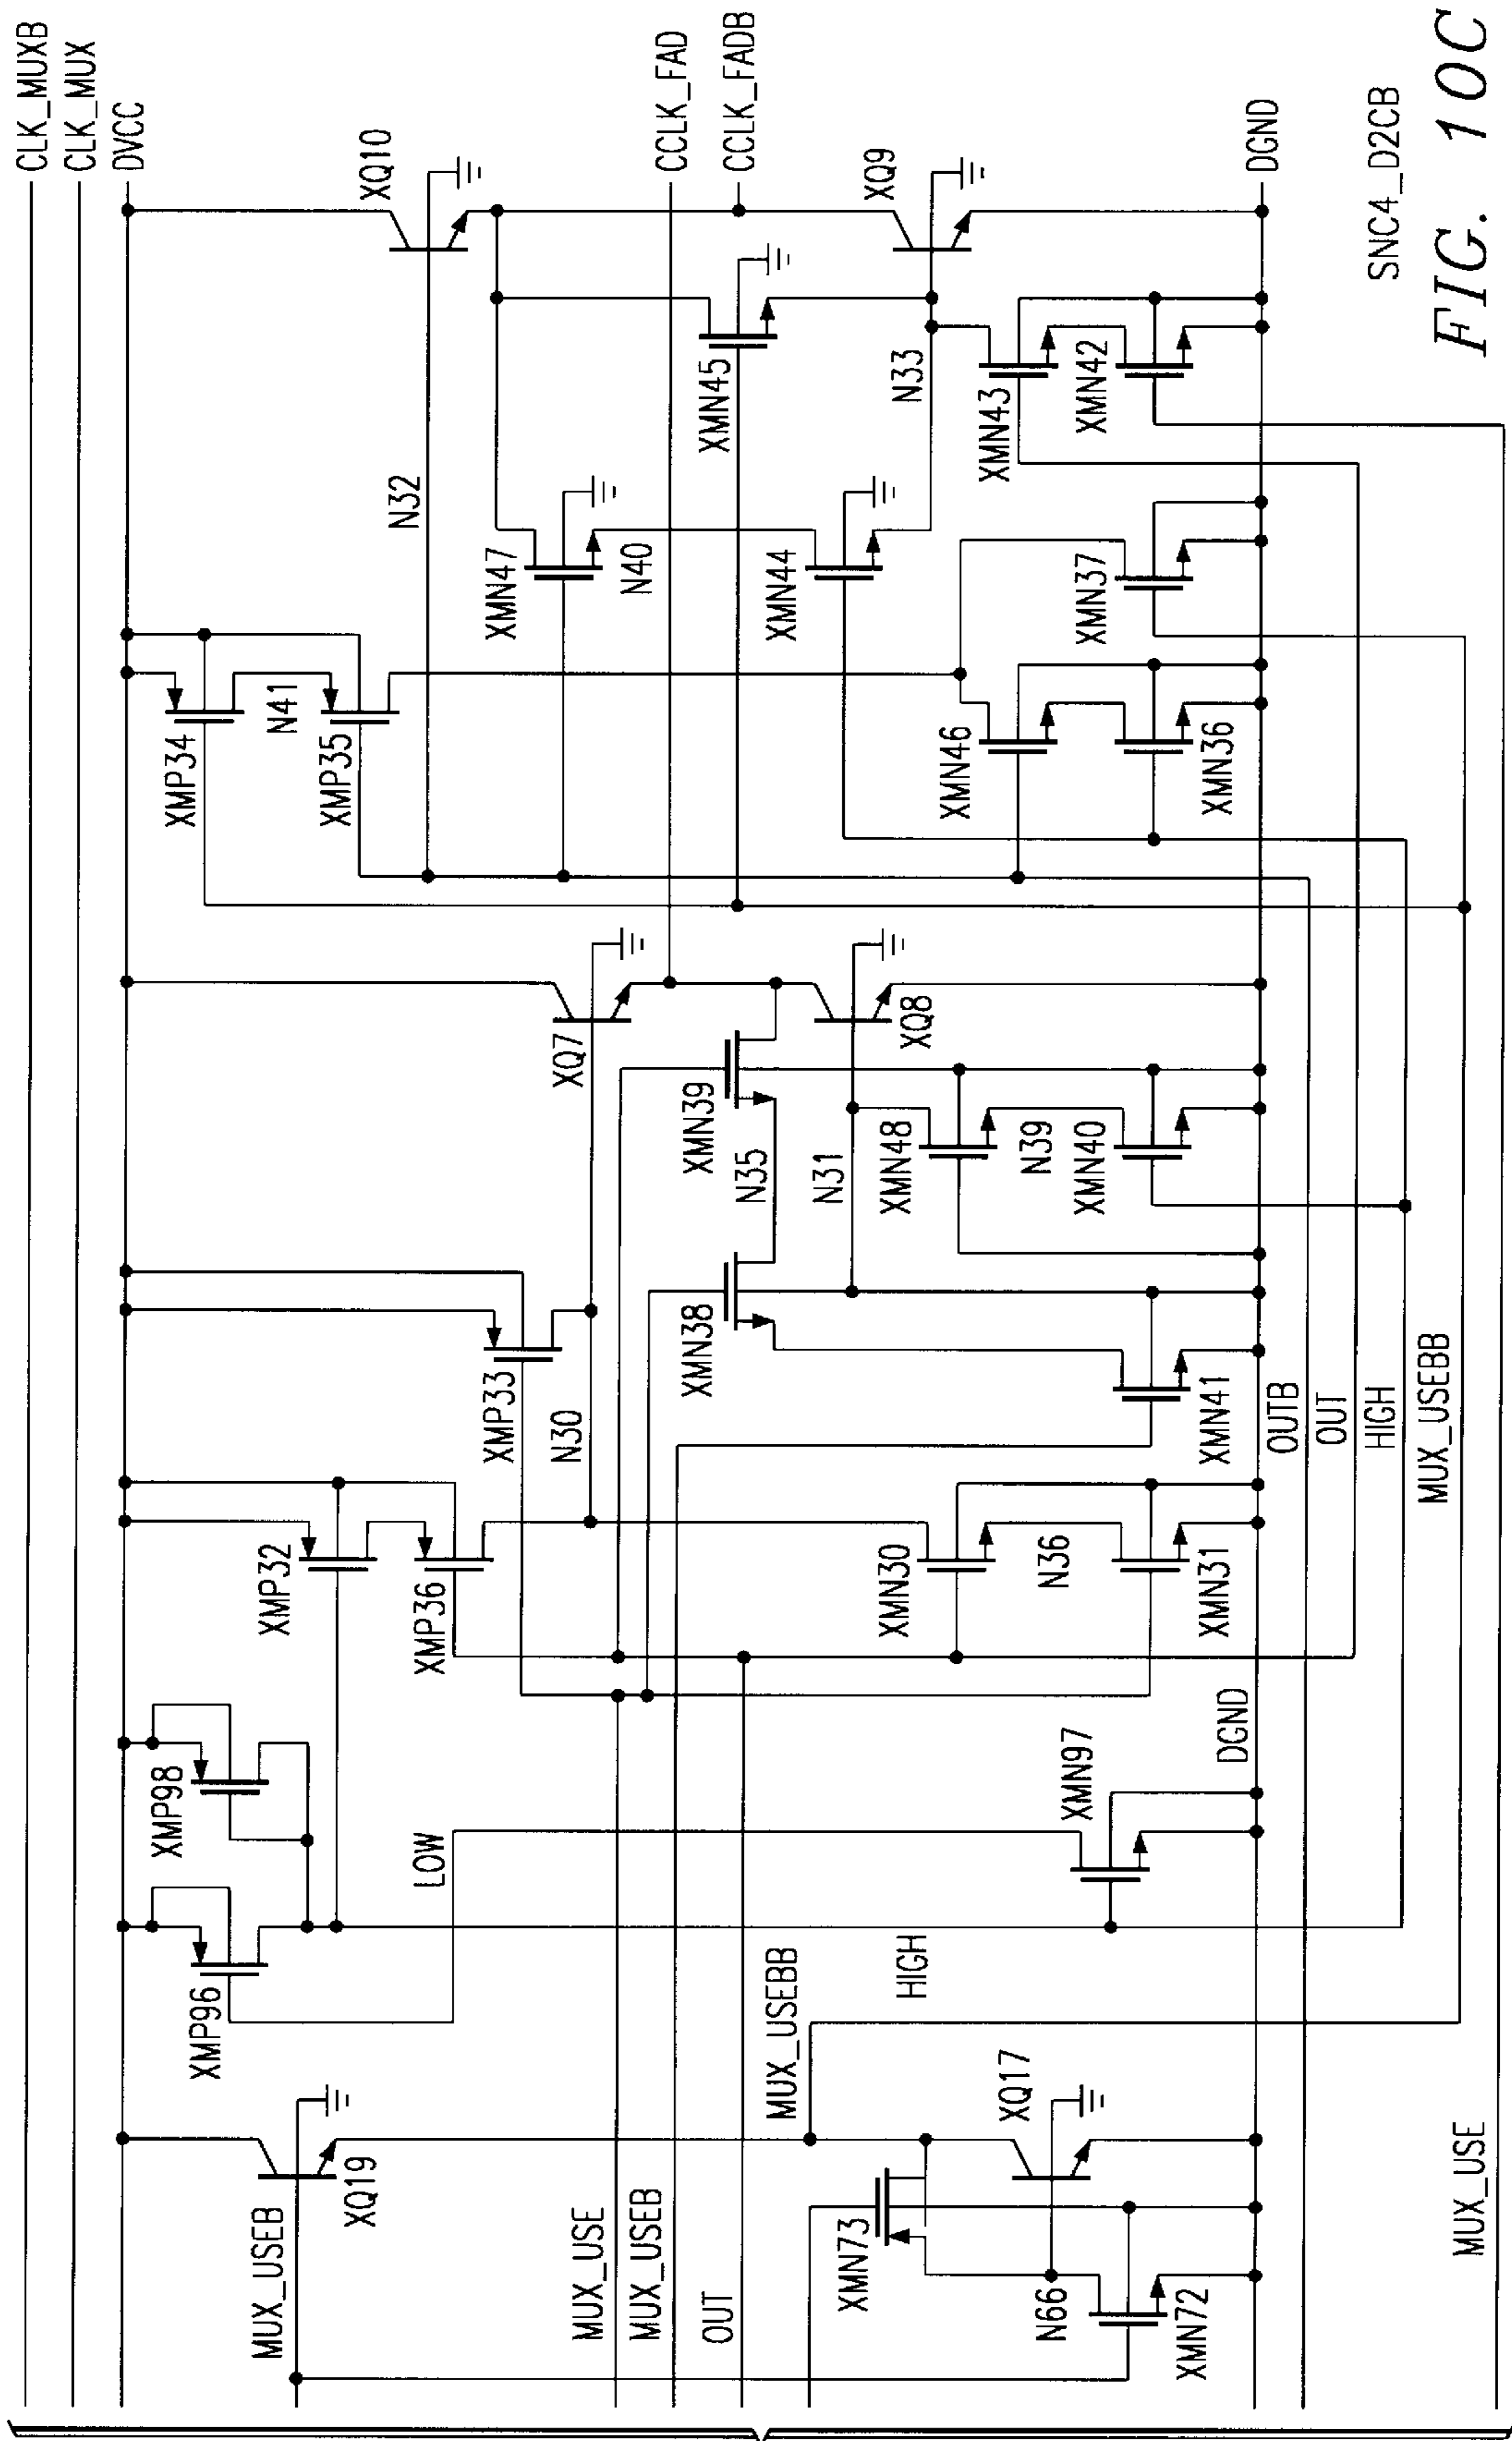 CLK_MUXB
CLK_MUX
DVCC
XQ10
CCLK_FAD
CCLK_FADB
XQ9
DGND
SNC4_D2CB
FIG. 10C
N32
XMN45
N33
XMN43
XMN42
XMN47
N40
XMN44
XMN37
XMP34
N41
XMP35
XMN46
XMN36
XQ7
XQ8
XMN39
N35
N31
XMN48
N39
XMN40
XMP33
N30
XMN38
XMN41
OUTB
OUT
HIGH
MUX_USEBB
XMP32
XMP36
XMN30
N36
XMN31
XMP98
XMP96
LOW
XMN97
DGND
HIGH
MUX_USEBB
XQ17
MUX_USEB
XQ19
MUX_USE
MUX_USEB
OUT
XMN73
N66
XMN72
MUX_USE